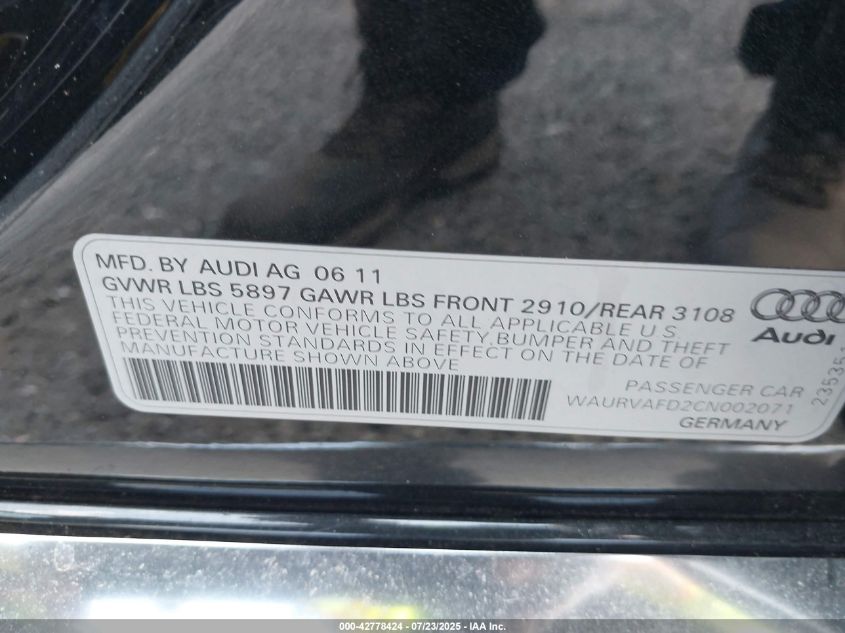 MFD. BY AUDI AG 06 11
GVWR LBS 5897 GAWR LBS FRONT 2910/REAR 3108
THIS VEHICLE CONFORMS TO ALL APPLICABLE U S
FEDERAL MOTOR VEHICLE SAFETY, BUMPER AND THEFT
PREVENTION STANDARDS IN EFFECT ON THE DATE OF
MANUFACTURE SHOWN ABOVE
Audi
PASSENGER CAR
WAURVAFD2CN002071
GERMANY
000-42778424 - 07/23/2025 - IAA Inc.